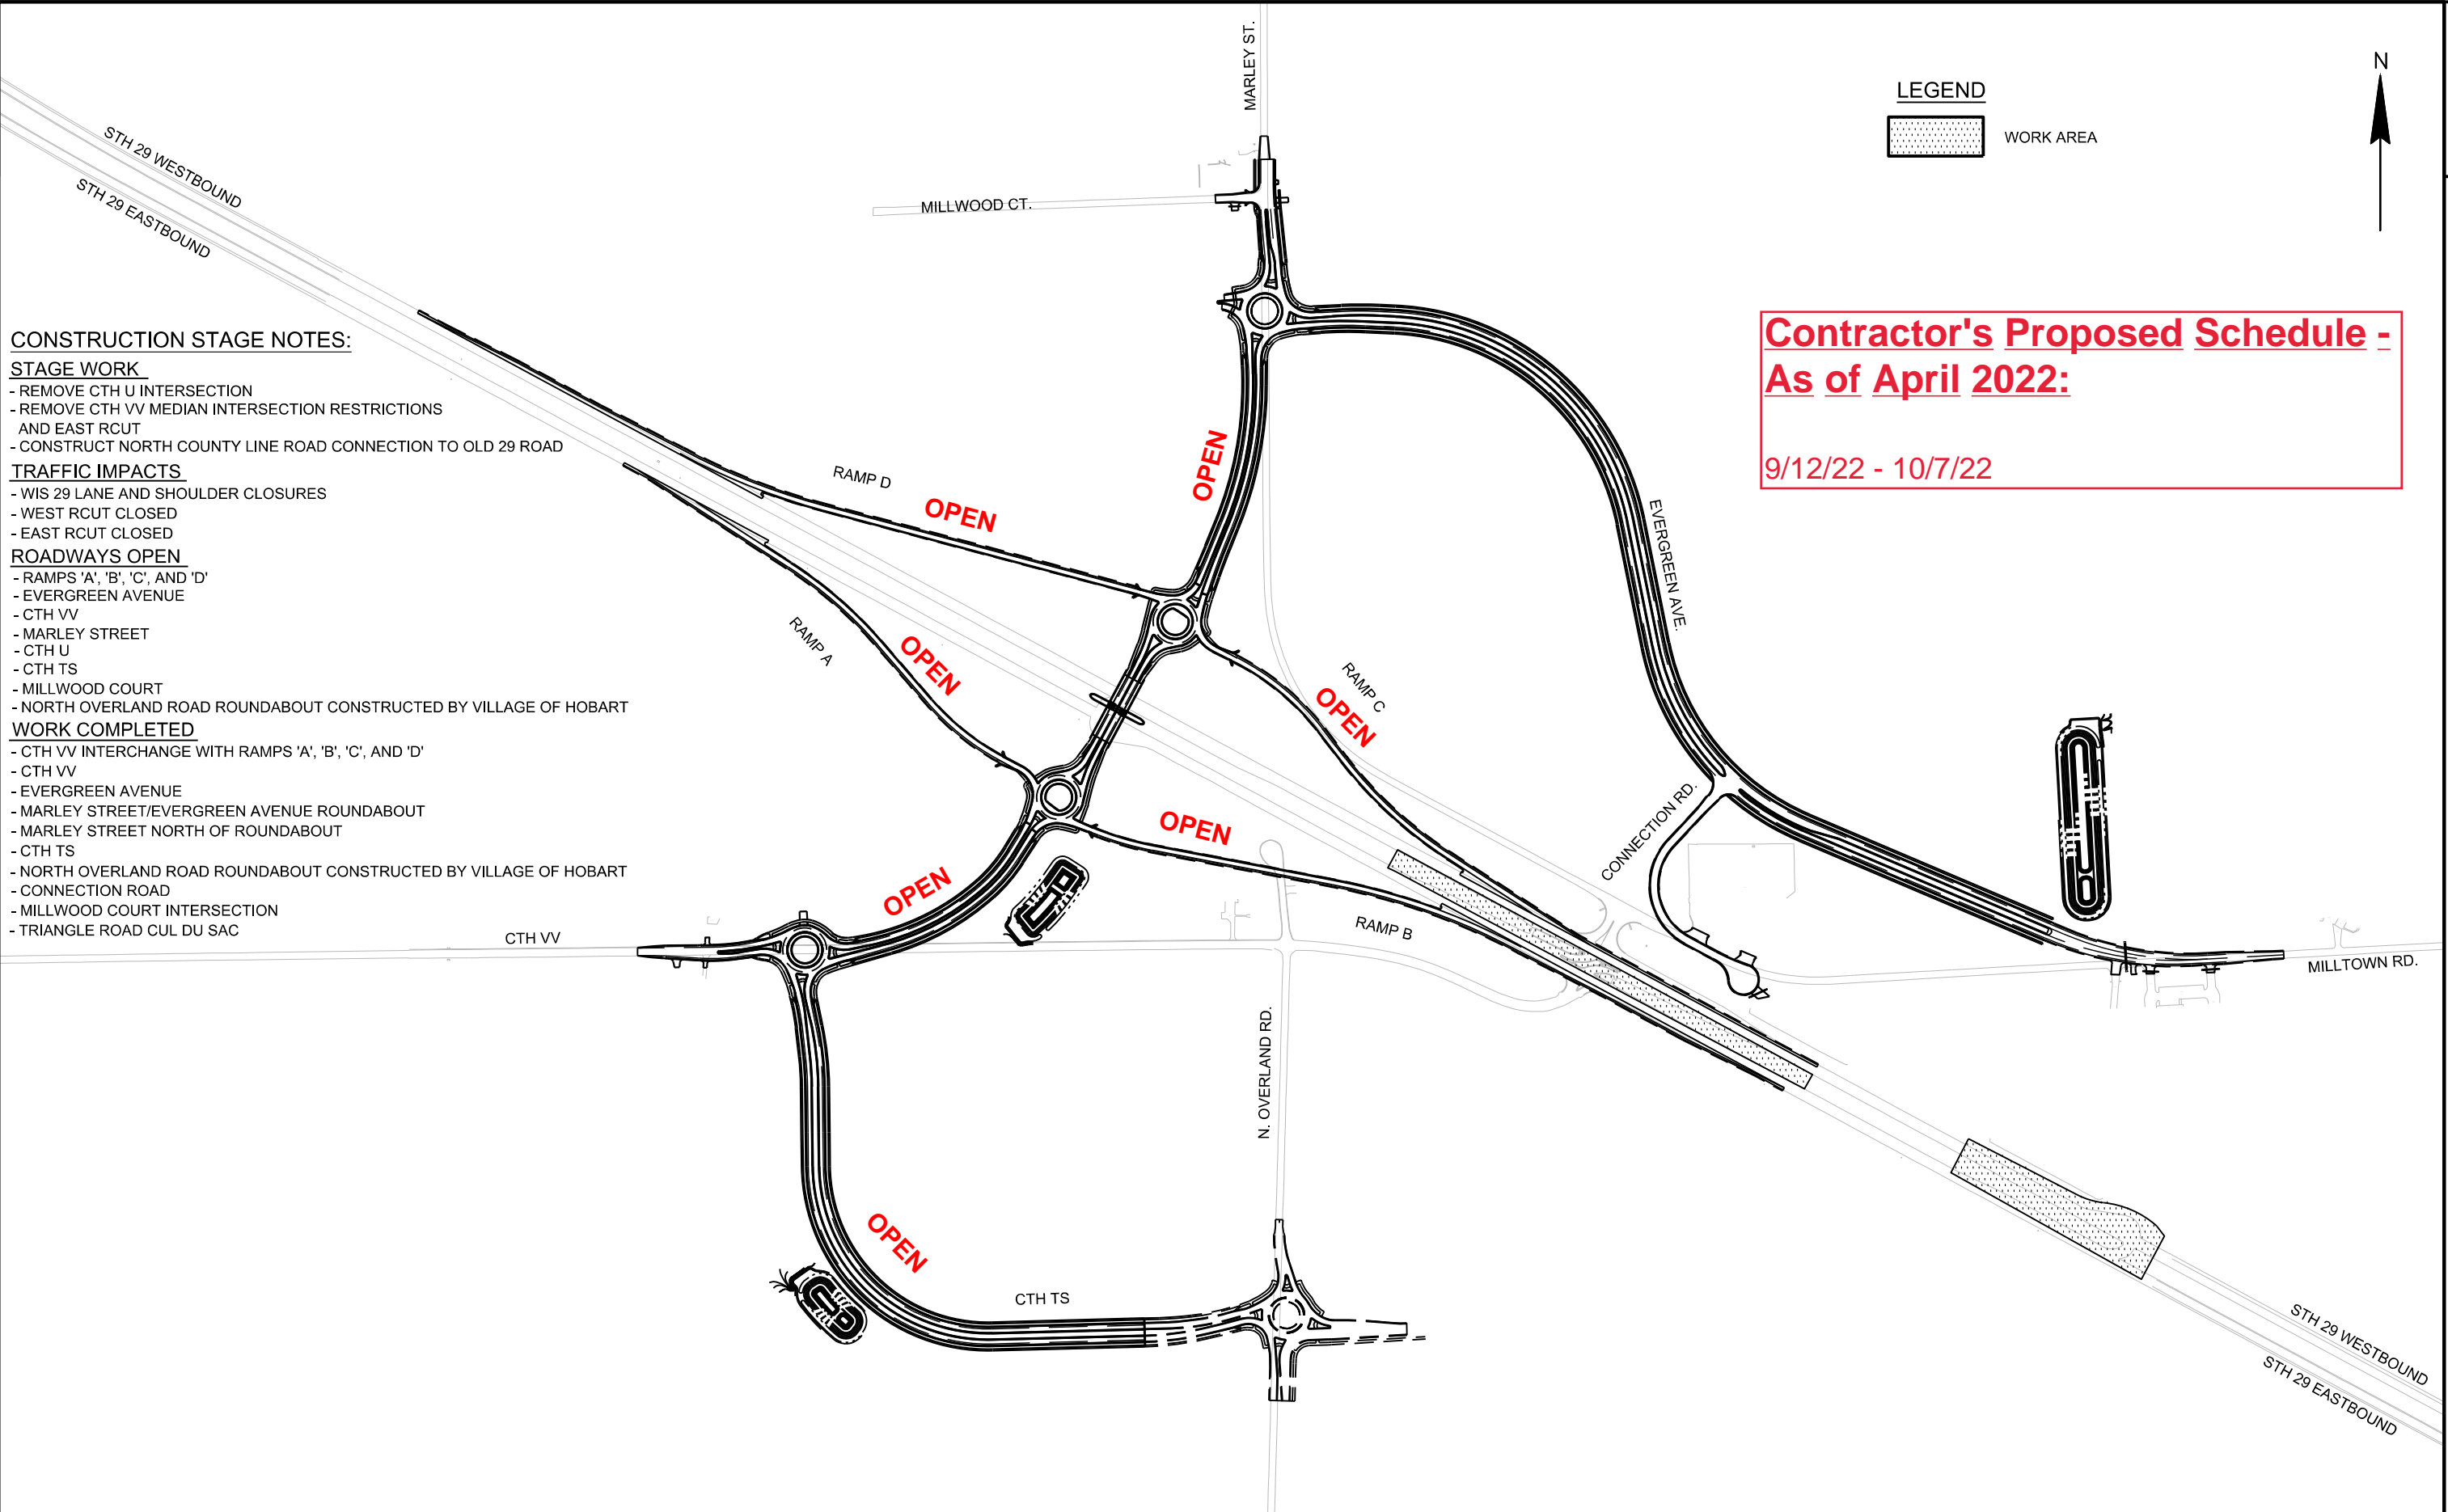 MARLEY ST.
N
LEGEND
WORK AREA
STH 29 WESTBOUND
STH 29 EASTBOUND
MILLWOOD CT.
Contractor's Proposed Schedule -
As of April 2022:
9/12/22 - 10/7/22
CONSTRUCTION STAGE NOTES:
STAGE WORK
- REMOVE CTH U INTERSECTION
- REMOVE CTH VV MEDIAN INTERSECTION RESTRICTIONS
AND EAST RCUT
- CONSTRUCT NORTH COUNTY LINE ROAD CONNECTION TO OLD 29 ROAD
TRAFFIC IMPACTS
- WIS 29 LANE AND SHOULDER CLOSURES
- WEST RCUT CLOSED
- EAST RCUT CLOSED
ROADWAYS OPEN
- RAMPS 'A', 'B', 'C', AND 'D'
- EVERGREEN AVENUE
- CTH VV
- MARLEY STREET
- CTH U
- CTH TS
- MILLWOOD COURT
- NORTH OVERLAND ROAD ROUNDABOUT CONSTRUCTED BY VILLAGE OF HOBART
WORK COMPLETED
- CTH VV INTERCHANGE WITH RAMPS 'A', 'B', 'C', AND 'D'
- CTH VV
- EVERGREEN AVENUE
- MARLEY STREET/EVERGREEN AVENUE ROUNDABOUT
- MARLEY STREET NORTH OF ROUNDABOUT
- CTH TS
- NORTH OVERLAND ROAD ROUNDABOUT CONSTRUCTED BY VILLAGE OF HOBART
- CONNECTION ROAD
- MILLWOOD COURT INTERSECTION
- TRIANGLE ROAD CUL DU SAC
RAMP D
OPEN
OPEN
EVERGREEN AVE.
RAMP A
OPEN
RAMP C
OPEN
OPEN
CONNECTION RD.
OPEN
CTH VV
RAMP B
MILLTOWN RD.
N. OVERLAND RD.
OPEN
CTH TS
STH 29 WESTBOUND
STH 29 EASTBOUND